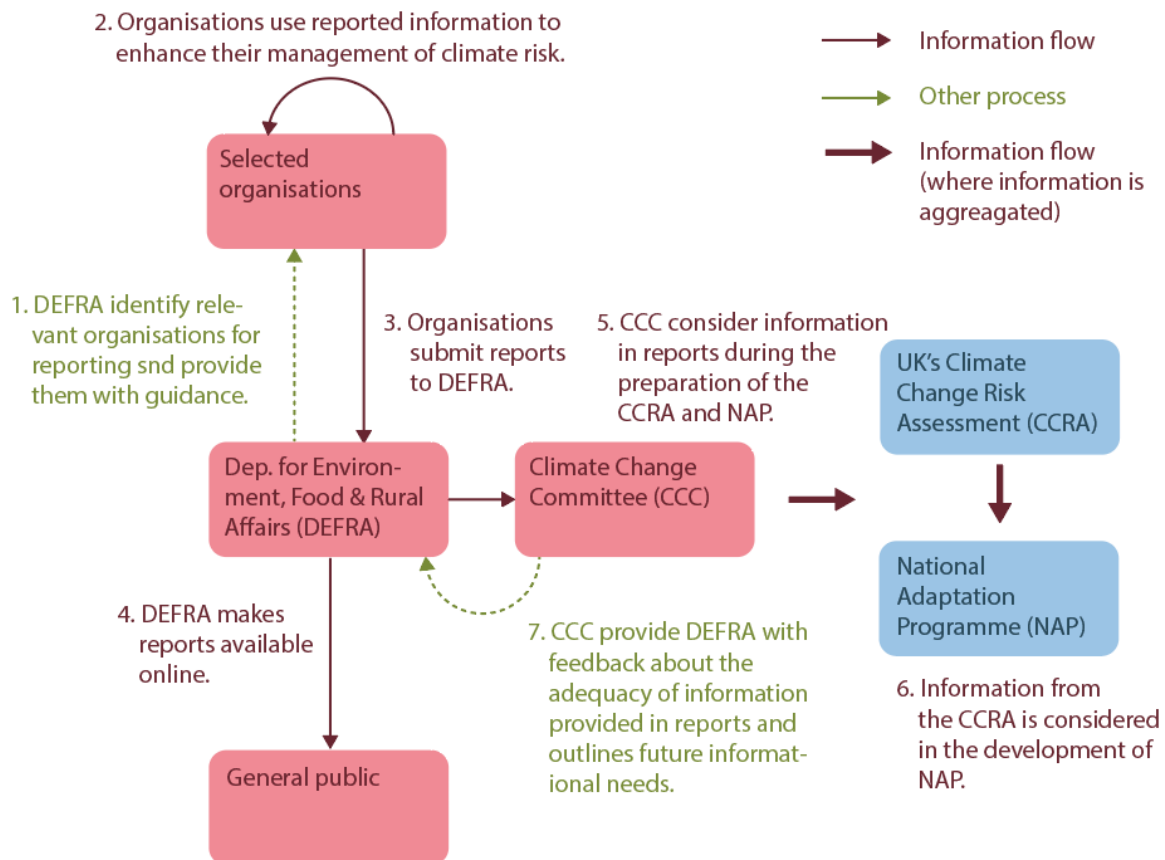 2. Organisations use reported information to
enhance their management of climate risk.
Information flow
Other process
Information flow
(where information is
aggreagated)
Selected
organisations
1. DEFRA identify rele-
vant organisations for
reporting snd provide
them with guidance.
3. Organisations
submit reports
to DEFRA.
5. CCC consider information
in reports during the
preparation of the
CCRA and NAP.
UK's Climate
Change Risk
Assessment (CCRA)
Dep. for Environ-
ment, Food & Rural
Affairs (DEFRA)
Climate Change
Committee (CCC)
National
Adaptation
Programme (NAP)
4. DEFRA makes
reports available
online.
7. CCC provide DEFRA with
feedback about the
adequacy of information
provided in reports and
outlines future informat-
ional needs.
6. Information from
the CCRA is considered
in the development of
NAP.
General public